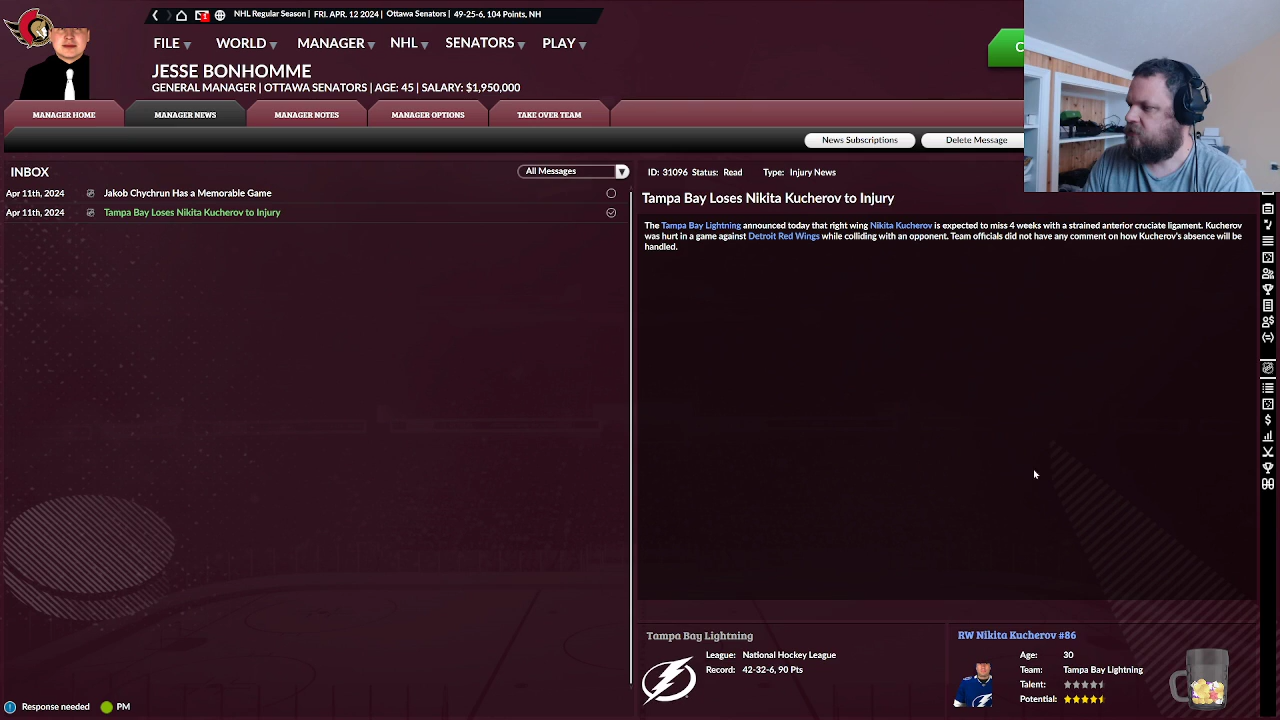 NHL Regular Season | FRI. APR. 12 2024 | Ottawa Senators | 49-25-6, 104 Points, NH
FILE WORLD MANAGER NHL SENATORS PLAY
JESSE BONHOMME
GENERAL MANAGER | OTTAWA SENATORS | AGE: 45 | SALARY: $1,950,000
MANAGER HOME MANAGER NEWS MANAGER NOTES MANAGER OPTIONS TAKE OVER TEAM
News Subscriptions Delete Message
INBOX All Messages
Apr 11th, 2024 Jakob Chychrun Has a Memorable Game
Apr 11th, 2024 Tampa Bay Loses Nikita Kucherov to Injury
ID: 31096 Status: Read Type: Injury News
Tampa Bay Loses Nikita Kucherov to Injury
The Tampa Bay Lightning announced today that right wing Nikita Kucherov is expected to miss 4 weeks with a strained anterior cruciate ligament. Kucherov
was hurt in a game against Detroit Red Wings while colliding with an opponent. Team officials did not have any comment on how Kucherov's absence will be
handled.
Tampa Bay Lightning
League: National Hockey League
Record: 42-32-6, 90 Pts
RW Nikita Kucherov #86
Age: 30
Team: Tampa Bay Lightning
Talent:
Potential:
Response needed PM